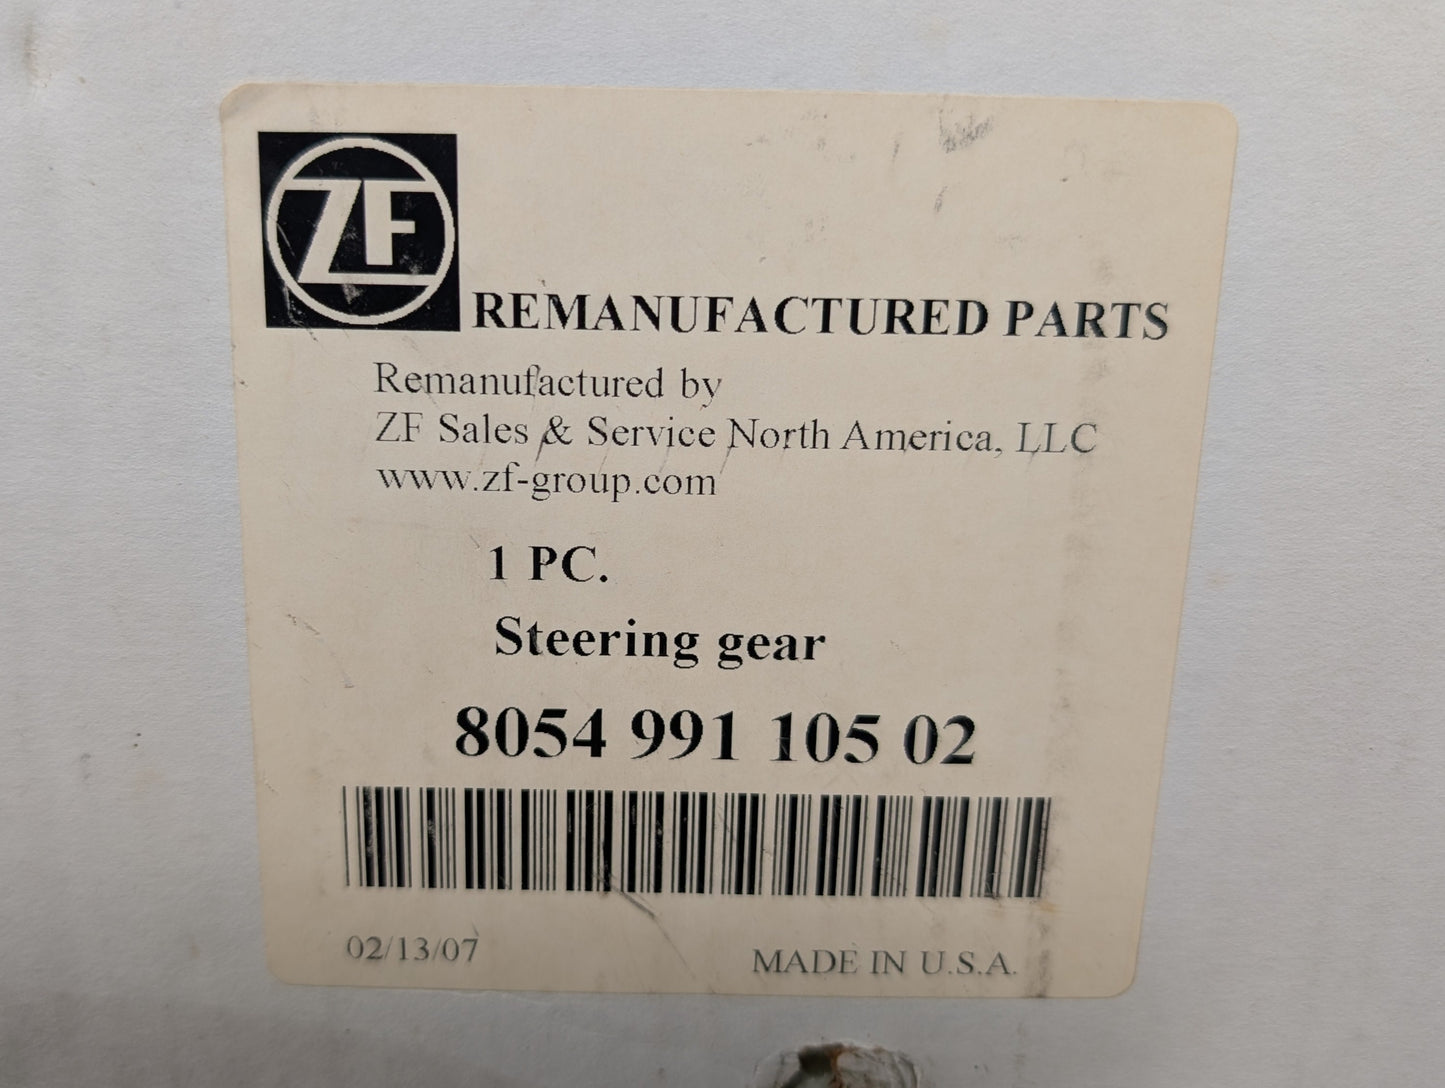 ZF
REMANUFACTURED PARTS
Remanufactured by
ZF Sales & Service North America, LLC
www.zf-group.com
1 PC.
Steering gear
8054 991 105 02
02/13/07
MADE IN U.S.A.